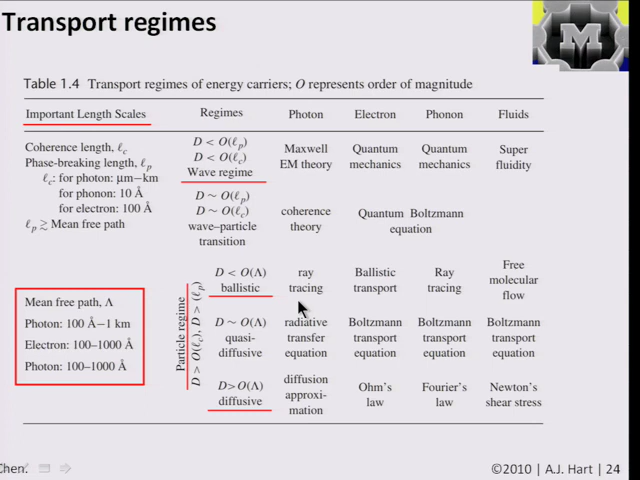 Transport regimes
M
Table 1.4 Transport regimes of energy carriers; O represents order of magnitude
Important Length Scales
Regimes
Photon
Electron
Phonon
Fluids
Coherence length, ℓc
Phase-breaking length, ℓp
ℓc: for photon: μm–km
for phonon: 10 Å
for electron: 100 Å
ℓp ≳ Mean free path
D < O(ℓp)
D < O(ℓc)
Wave regime
Maxwell
EM theory
Quantum
mechanics
Quantum
mechanics
Super
fluidity
D ~ O(ℓp)
D ~ O(ℓc)
wave–particle
transition
coherence
theory
Quantum Boltzmann
equation
Mean free path, Λ
Photon: 100 Å–1 km
Electron: 100–1000 Å
Photon: 100–1000 Å
Particle regime
D > O(ℓc), D > (ℓp)
D < O(Λ)
ballistic
ray
tracing
Ballistic
transport
Ray
tracing
Free
molecular
flow
D ~ O(Λ)
quasi-
diffusive
radiative
transfer
equation
Boltzmann
transport
equation
Boltzmann
transport
equation
Boltzmann
transport
equation
D>O(Λ)
diffusive
diffusion
approxi-
mation
Ohm's
law
Fourier's
law
Newton's
shear stress
Chen.
©2010 | A.J. Hart | 24